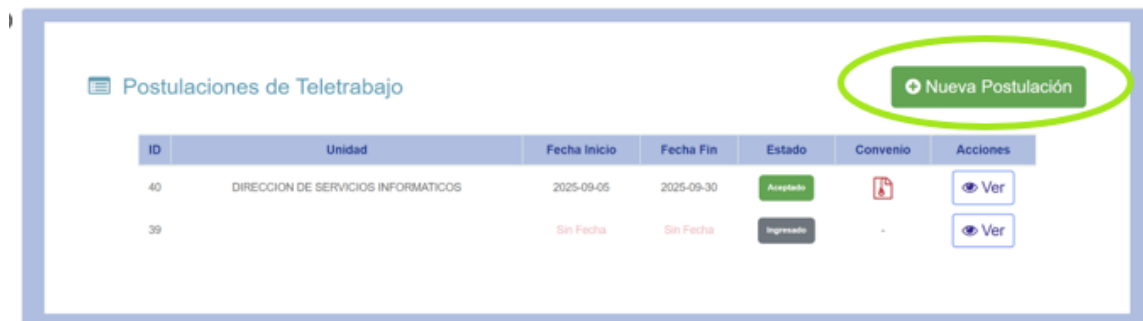 Postulaciones de Teletrabajo
Nueva Postulación
ID Unidad Fecha Inicio Fecha Fin Estado Convenio Acciones
40 DIRECCION DE SERVICIOS INFORMATICOS 2025-09-05 2025-09-30 Aceptado Ver
39 Sin Fecha Sin Fecha Ingresado - Ver